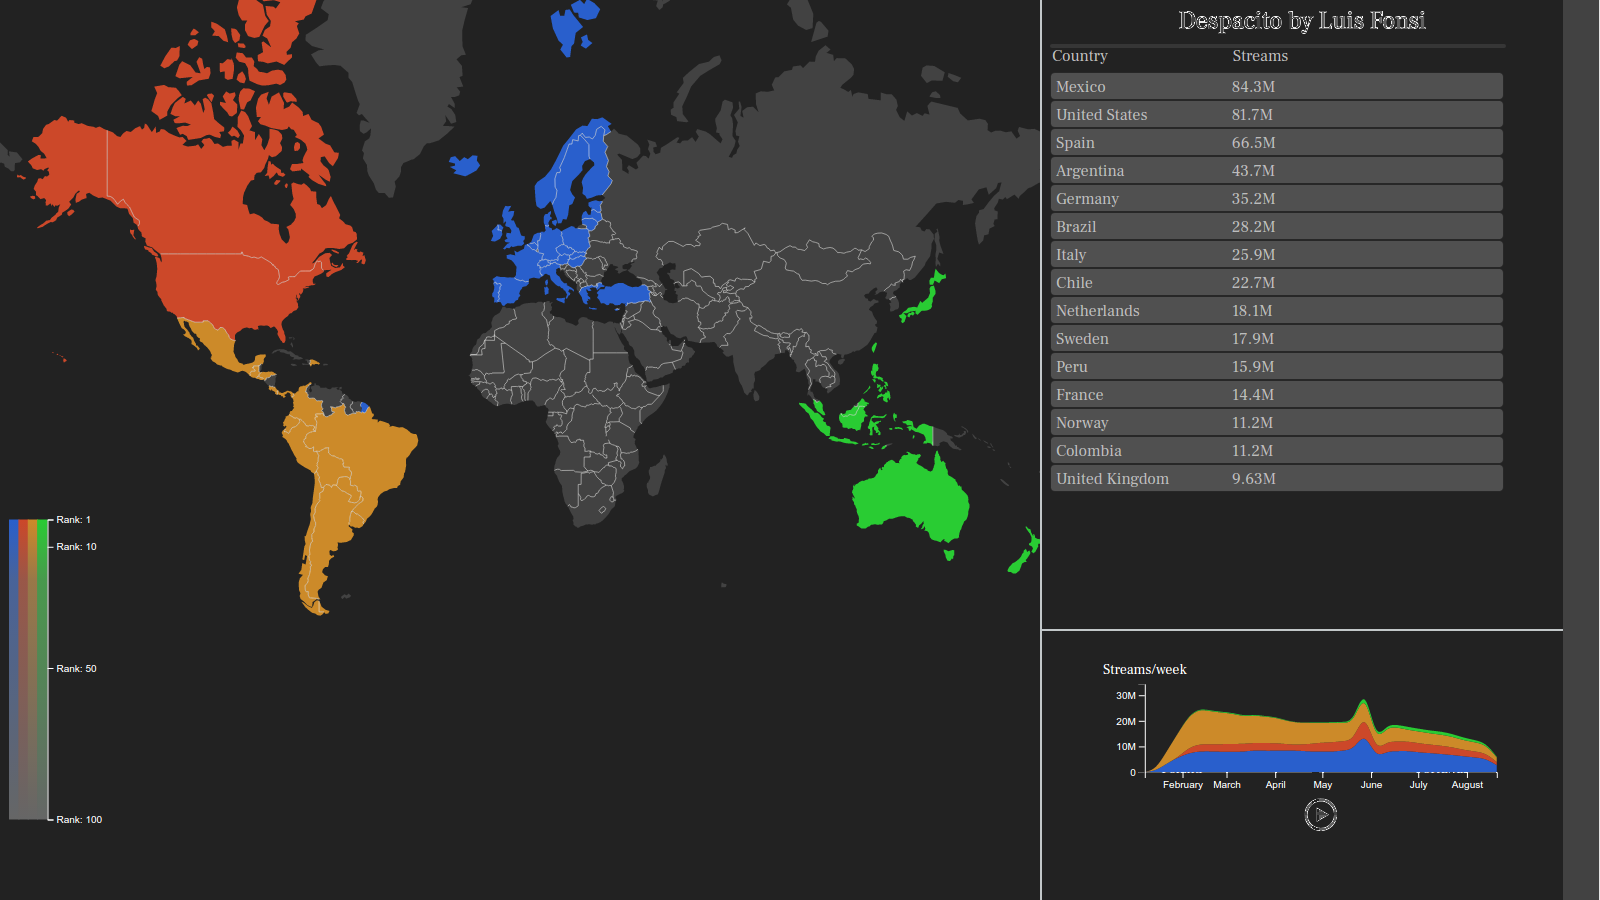 Despacito by Luis Fonsi
Country Streams
Mexico 84.3M
United States 81.7M
Spain 66.5M
Argentina 43.7M
Germany 35.2M
Brazil 28.2M
Italy 25.9M
Chile 22.7M
Netherlands 18.1M
Sweden 17.9M
Peru 15.9M
France 14.4M
Norway 11.2M
Colombia 11.2M
United Kingdom 9.63M
Rank: 1
Rank: 10
Rank: 50
Rank: 100
Streams/week
30M
20M
10M
0
February March April May June July August